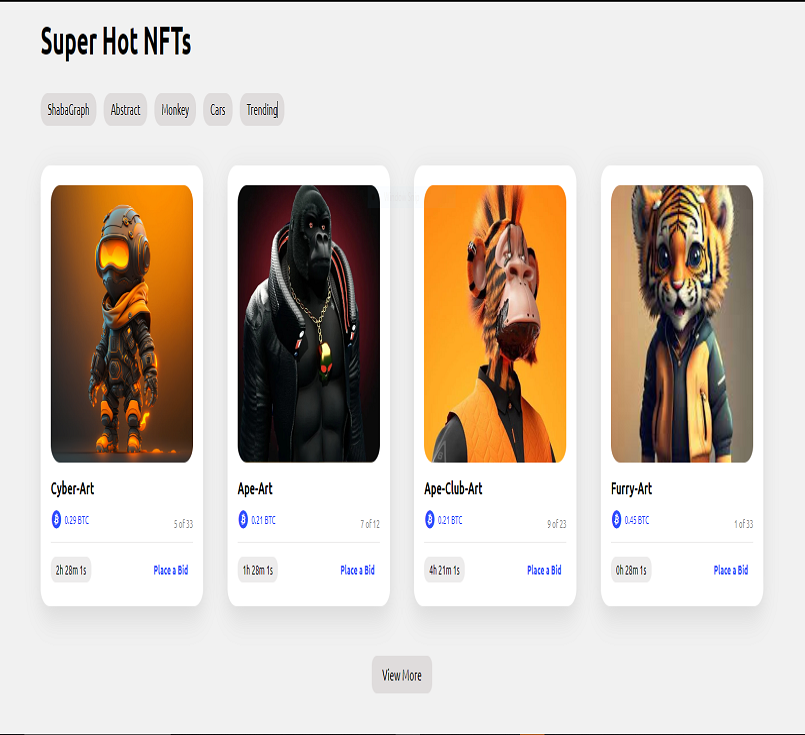 Super Hot NFTs
ShabaGraph Abstract Monkey Cars Trending
Cyber-Art
0.29 BTC
5 of 33
2h 28m 1s
Place a Bid
Ape-Art
0.21 BTC
7 of 12
1h 28m 1s
Place a Bid
Ape-Club-Art
0.21 BTC
9 of 23
4h 21m 1s
Place a Bid
Furry-Art
0.45 BTC
1 of 33
0h 28m 1s
Place a Bid
View More